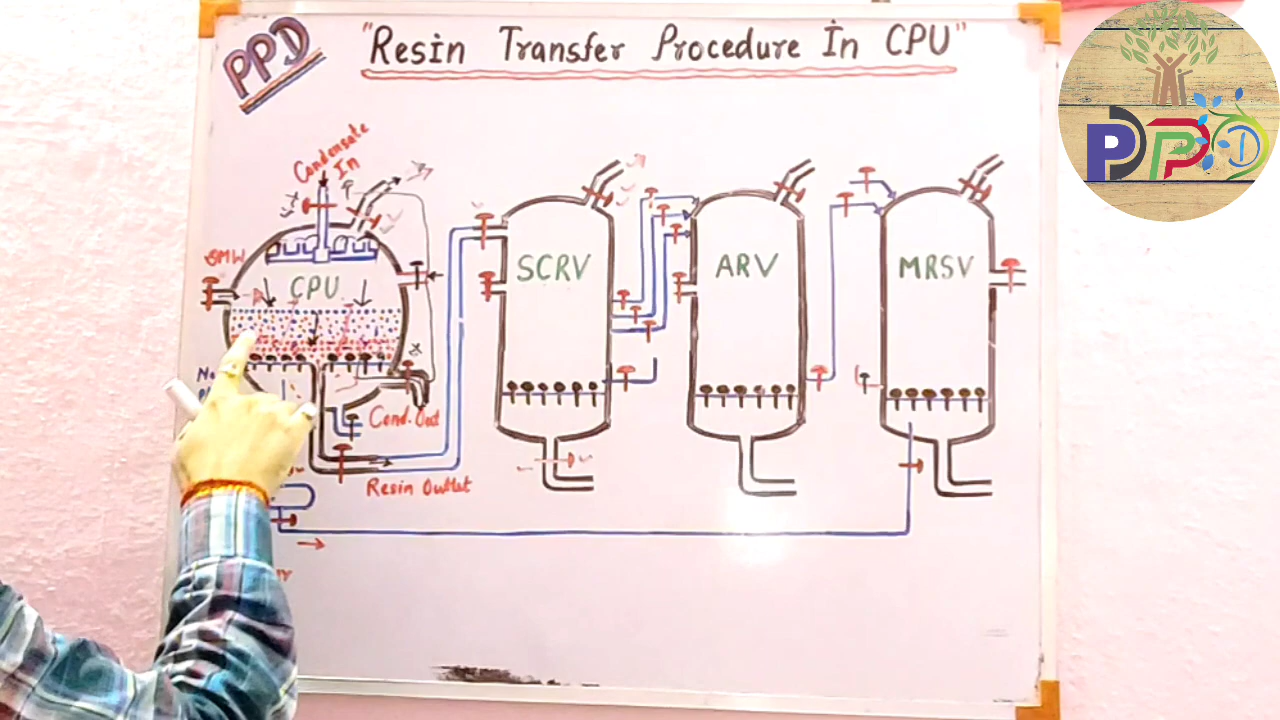 PPD
"Resin Transfer Procedure In CPU"
PPD
Condensate
In
DMW
CPU
SCRV
ARV
MRSV
Cond. Out
Resin Outlet